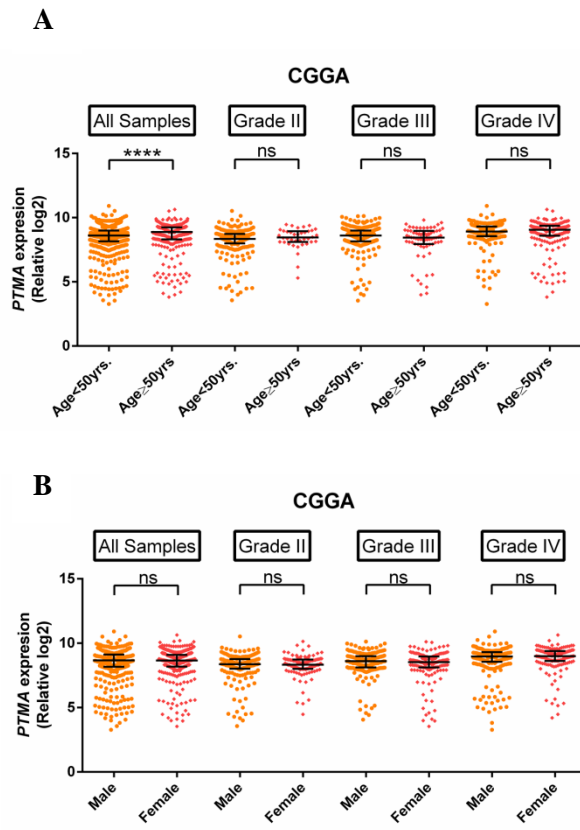 A
CGGA
All Samples Grade II Grade III Grade IV
**** ns ns ns
15
10
5
0
PTMA expresion
(Relative log2)
Age<50yrs. Age≥50yrs Age<50yrs. Age≥50yrs Age<50yrs. Age≥50yrs Age<50yrs. Age≥50yrs
B
CGGA
All Samples Grade II Grade III Grade IV
ns ns ns ns
15
10
5
0
PTMA expresion
(Relative log2)
Male Female Male Female Male Female Male Female